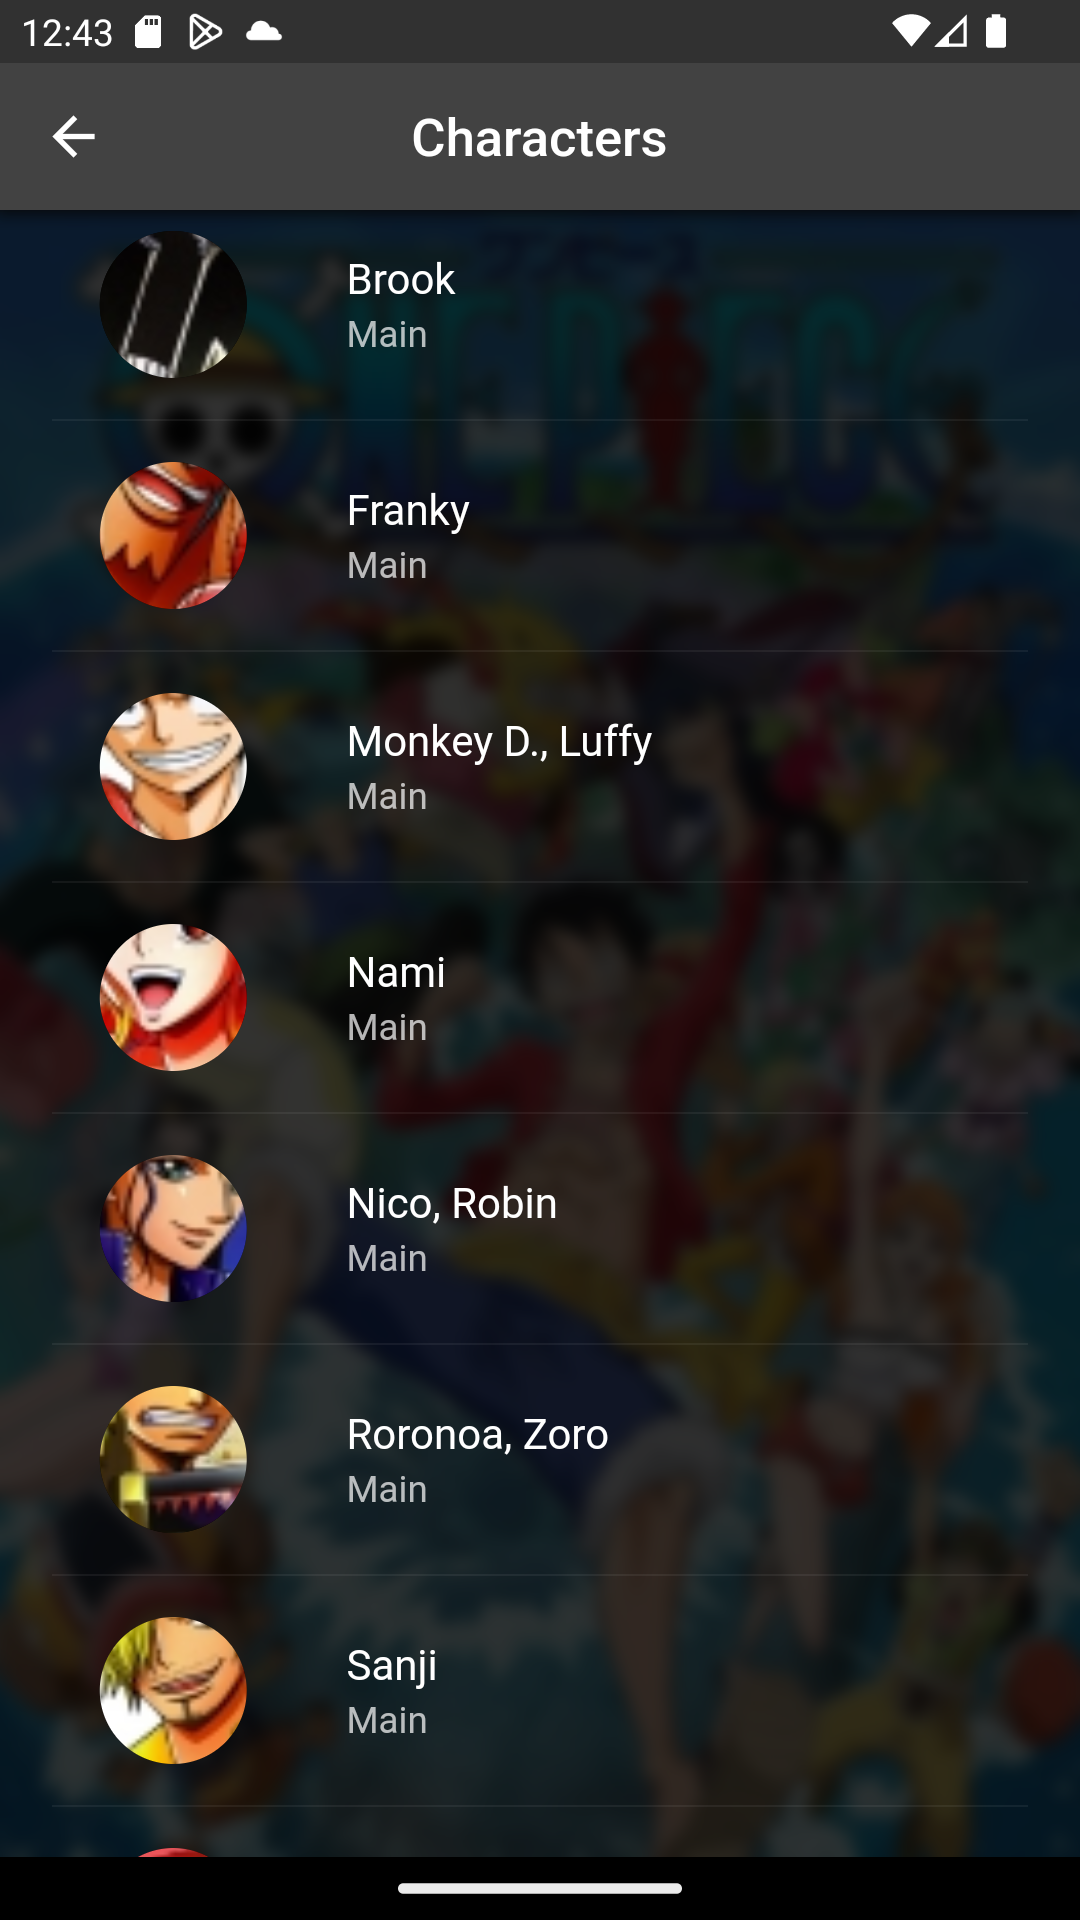 12:43
Characters
Brook
Main
Franky
Main
Monkey D., Luffy
Main
Nami
Main
Nico, Robin
Main
Roronoa, Zoro
Main
Sanji
Main